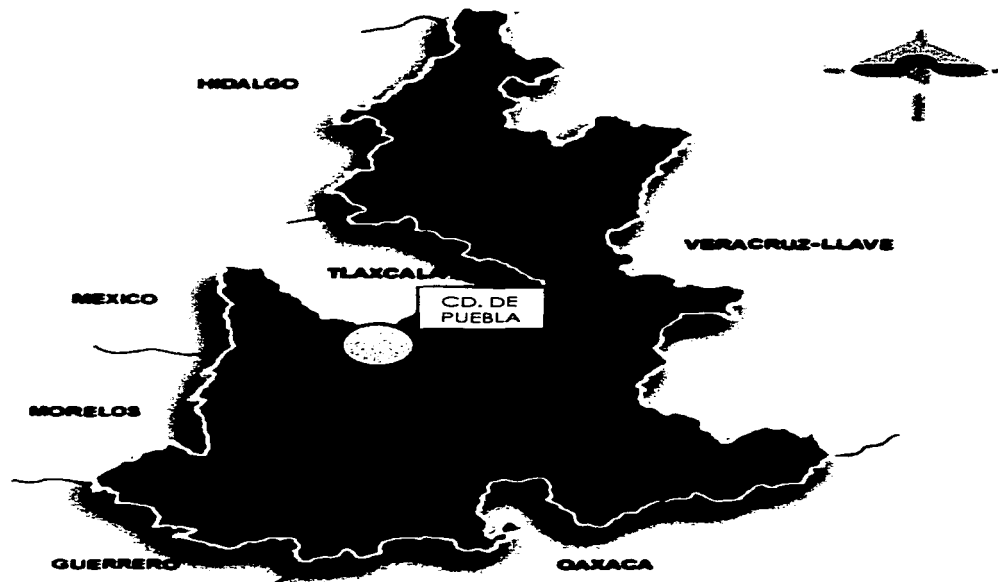 HIDALGO
VERACRUZ-LLAVE
TLAXCALA
MEXICO
CD. DE
PUEBLA
MORELOS
GUERRERO
OAXACA